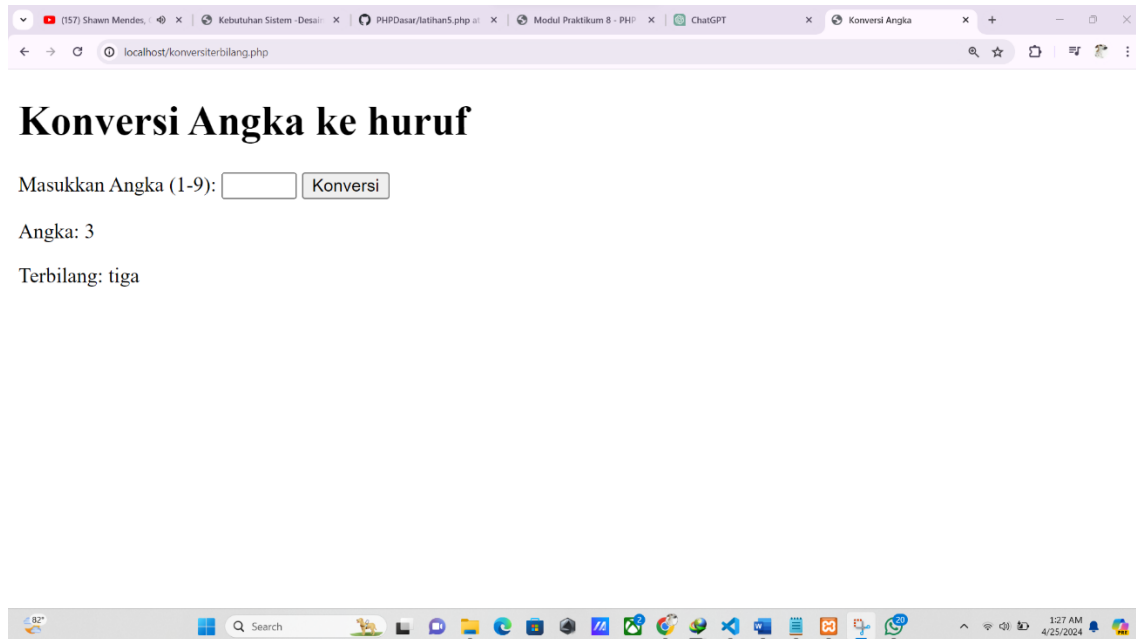 (157) Shawn Mendes, Kebutuhan Sistem -Desain PHPDasar/latihan5.php at Modul Praktikum 8 - PHP ChatGPT Konversi Angka
localhost/konversiterbilang.php
Konversi Angka ke huruf
Masukkan Angka (1-9): Konversi
Angka: 3
Terbilang: tiga
82°
Search
20
1:27 AM
4/25/2024
PRE